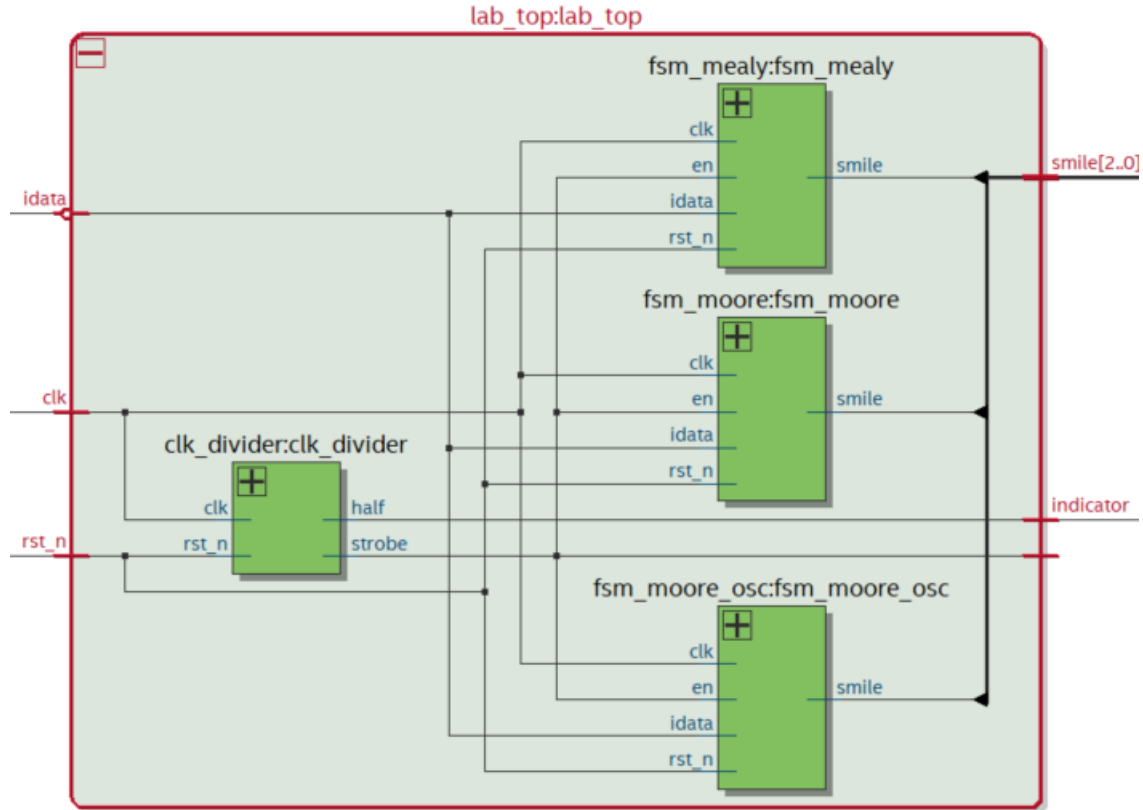 lab_top:lab_top
fsm_mealy:fsm_mealy
clk
en
idata
rst_n
smile
smile[2..0]
idata
fsm_moore:fsm_moore
clk
en
idata
rst_n
smile
clk
clk_divider:clk_divider
clk
rst_n
half
strobe
indicator
rst_n
fsm_moore_osc:fsm_moore_osc
clk
en
idata
rst_n
smile